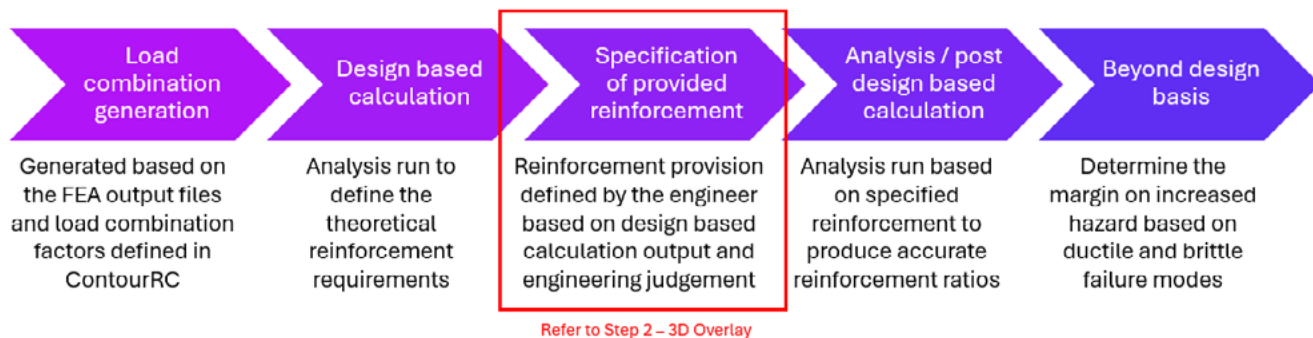 Load
combination
generation
Design based
calculation
Specification
of provided
reinforcement
Analysis / post
design based
calculation
Beyond design
basis
Generated based on
the FEA output files
and load combination
factors defined in
ContourRC
Analysis run to
define the
theoretical
reinforcement
requirements
Reinforcement provision
defined by the engineer
based on design based
calculation output and
engineering judgement
Analysis run based
on specified
reinforcement to
produce accurate
reinforcement ratios
Determine the
margin on increased
hazard based on
ductile and brittle
failure modes
Refer to Step 2 – 3D Overlay